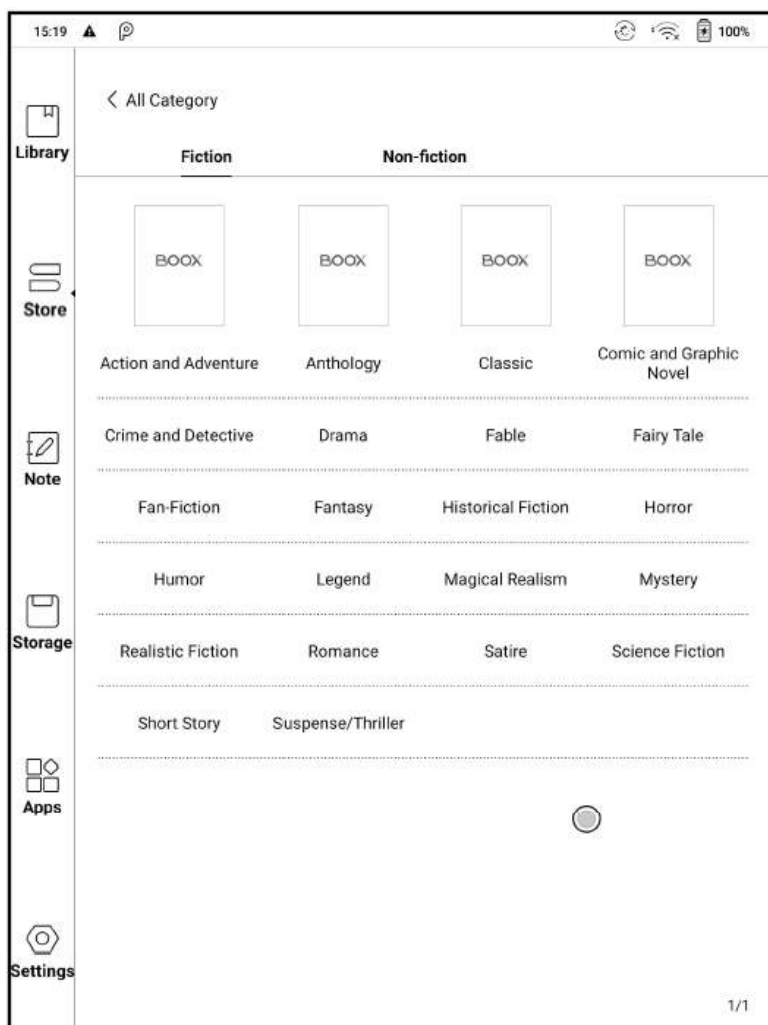 15:19
100%
Library
Store
Note
Storage
Apps
Settings
All Category
Fiction Non-fiction
BOOX BOOX BOOX BOOX
Action and Adventure Anthology Classic Comic and Graphic
Novel
Crime and Detective Drama Fable Fairy Tale
Fan-Fiction Fantasy Historical Fiction Horror
Humor Legend Magical Realism Mystery
Realistic Fiction Romance Satire Science Fiction
Short Story Suspense/Thriller
1/1